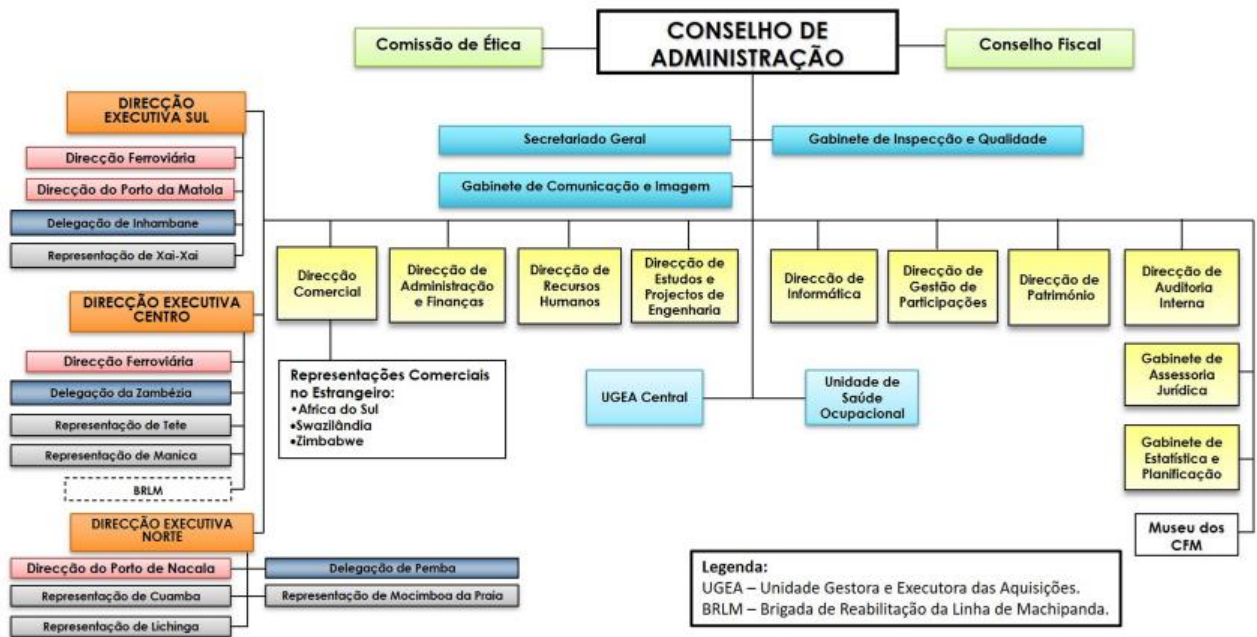 CONSELHO DE
ADMINISTRAÇÃO
Comissão de Ética
Conselho Fiscal
DIRECÇÃO
EXECUTIVA SUL
Direcção Ferroviária
Direcção do Porto da Matola
Delegação de Inhambane
Representação de Xai-Xai
Secretariado Geral
Gabinete de Inspecção e Qualidade
Gabinete de Comunicação e Imagem
Direcção
Comercial
Direcção de
Administração
e Finanças
Direcção de
Recursos
Humanos
Direcção de
Estudos e
Projectos de
Engenharia
Direccão de
Informática
Direcção de
Gestão de
Participações
Direcção de
Património
Direcção de
Auditoria
Interna
DIRECÇÃO EXECUTIVA
CENTRO
Direcção Ferroviária
Delegação da Zambézia
Representação de Tete
Representação de Manica
BRLM
Representações Comerciais
no Estrangeiro:
•Africa do Sul
•Swazilândia
•Zimbabwe
UGEA Central
Unidade de
Saúde
Ocupacional
Gabinete de
Assessoria
Jurídica
Gabinete de
Estatística e
Planificação
Museu dos
CFM
DIRECÇÃO EXECUTIVA
NORTE
Direcção do Porto de Nacala
Delegação de Pemba
Representação de Cuamba
Representação de Mocimboa da Praia
Representação de Lichinga
Legenda:
UGEA – Unidade Gestora e Executora das Aquisições.
BRLM – Brigada de Reabilitação da Linha de Machipanda.